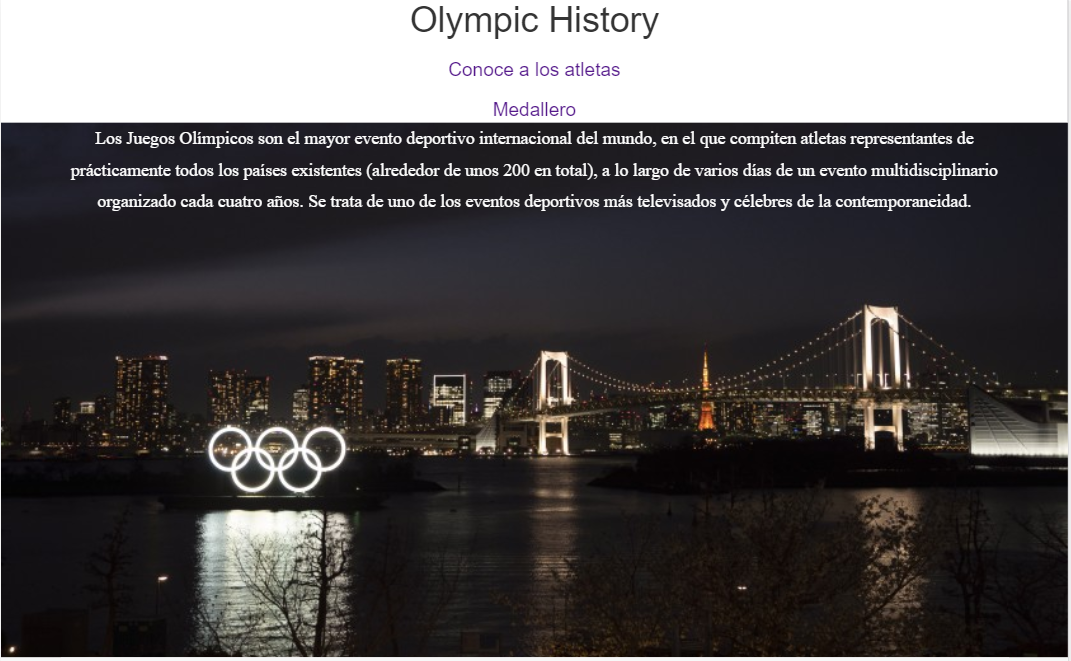 Olympic History
Conoce a los atletas
Medallero
Los Juegos Olímpicos son el mayor evento deportivo internacional del mundo, en el que compiten atletas representantes de
prácticamente todos los países existentes (alrededor de unos 200 en total), a lo largo de varios días de un evento multidisciplinario
organizado cada cuatro años. Se trata de uno de los eventos deportivos más televisados y célebres de la contemporaneidad.